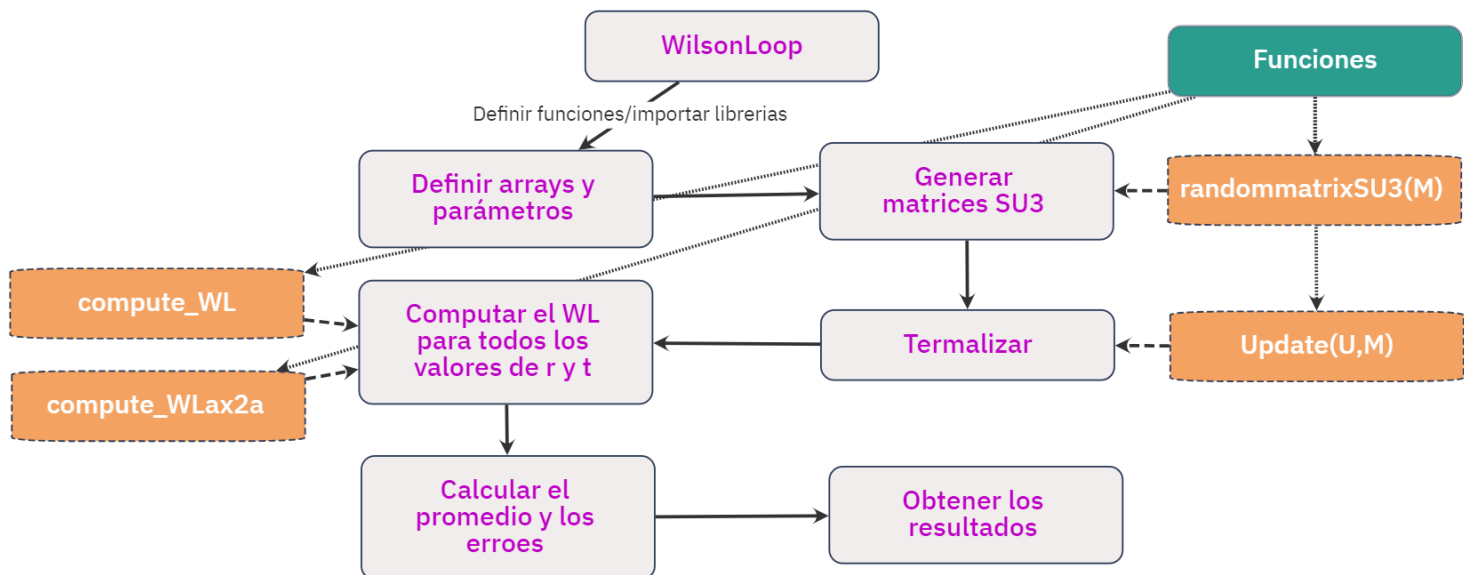 WilsonLoop
Funciones
Definir funciones/importar librerias
Definir arrays y
parámetros
Generar
matrices SU3
randommatrixSU3(M)
compute_WL
Computar el WL
para todos los
valores de r y t
Termalizar
Update(U,M)
compute_WLax2a
Calcular el
promedio y los
erroes
Obtener los
resultados